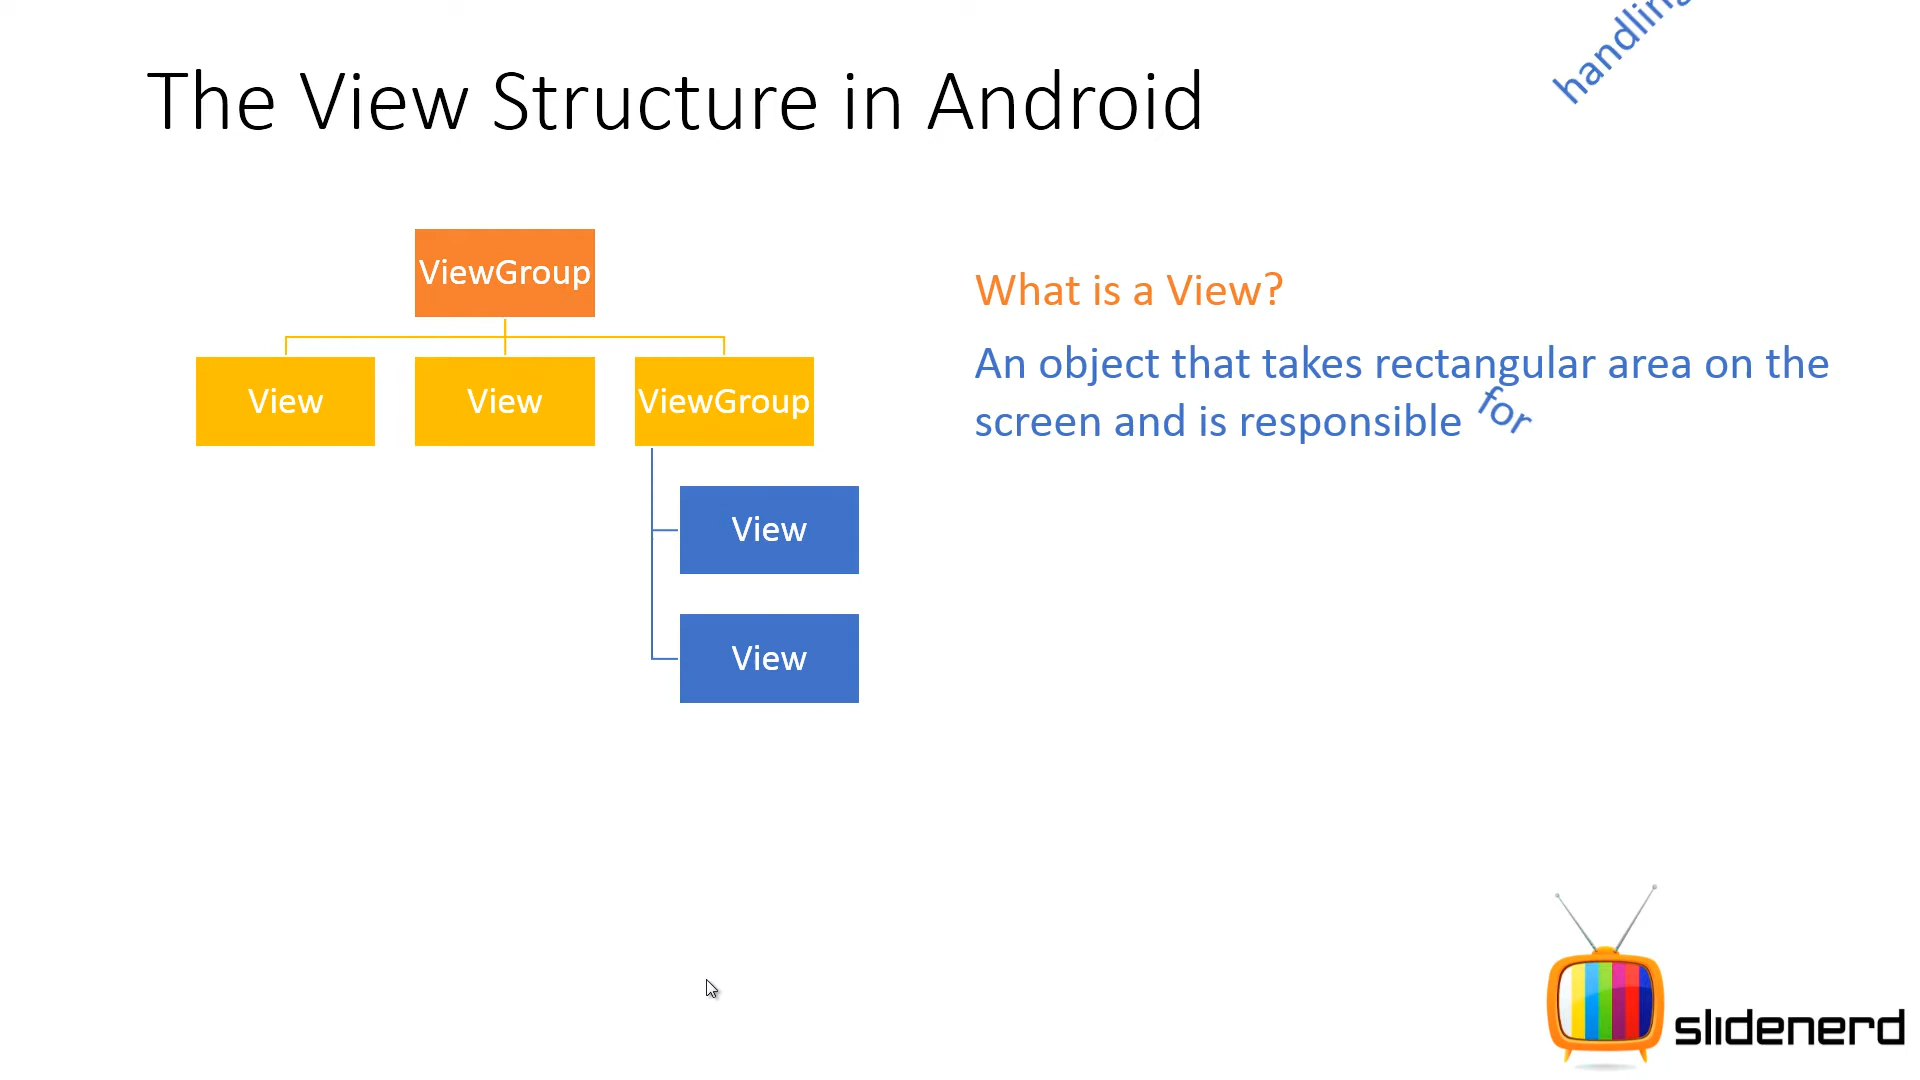 The View Structure in Android
handling
ViewGroup
View View ViewGroup
View
View
What is a View?
An object that takes rectangular area on the
screen and is responsible for
slidenerd